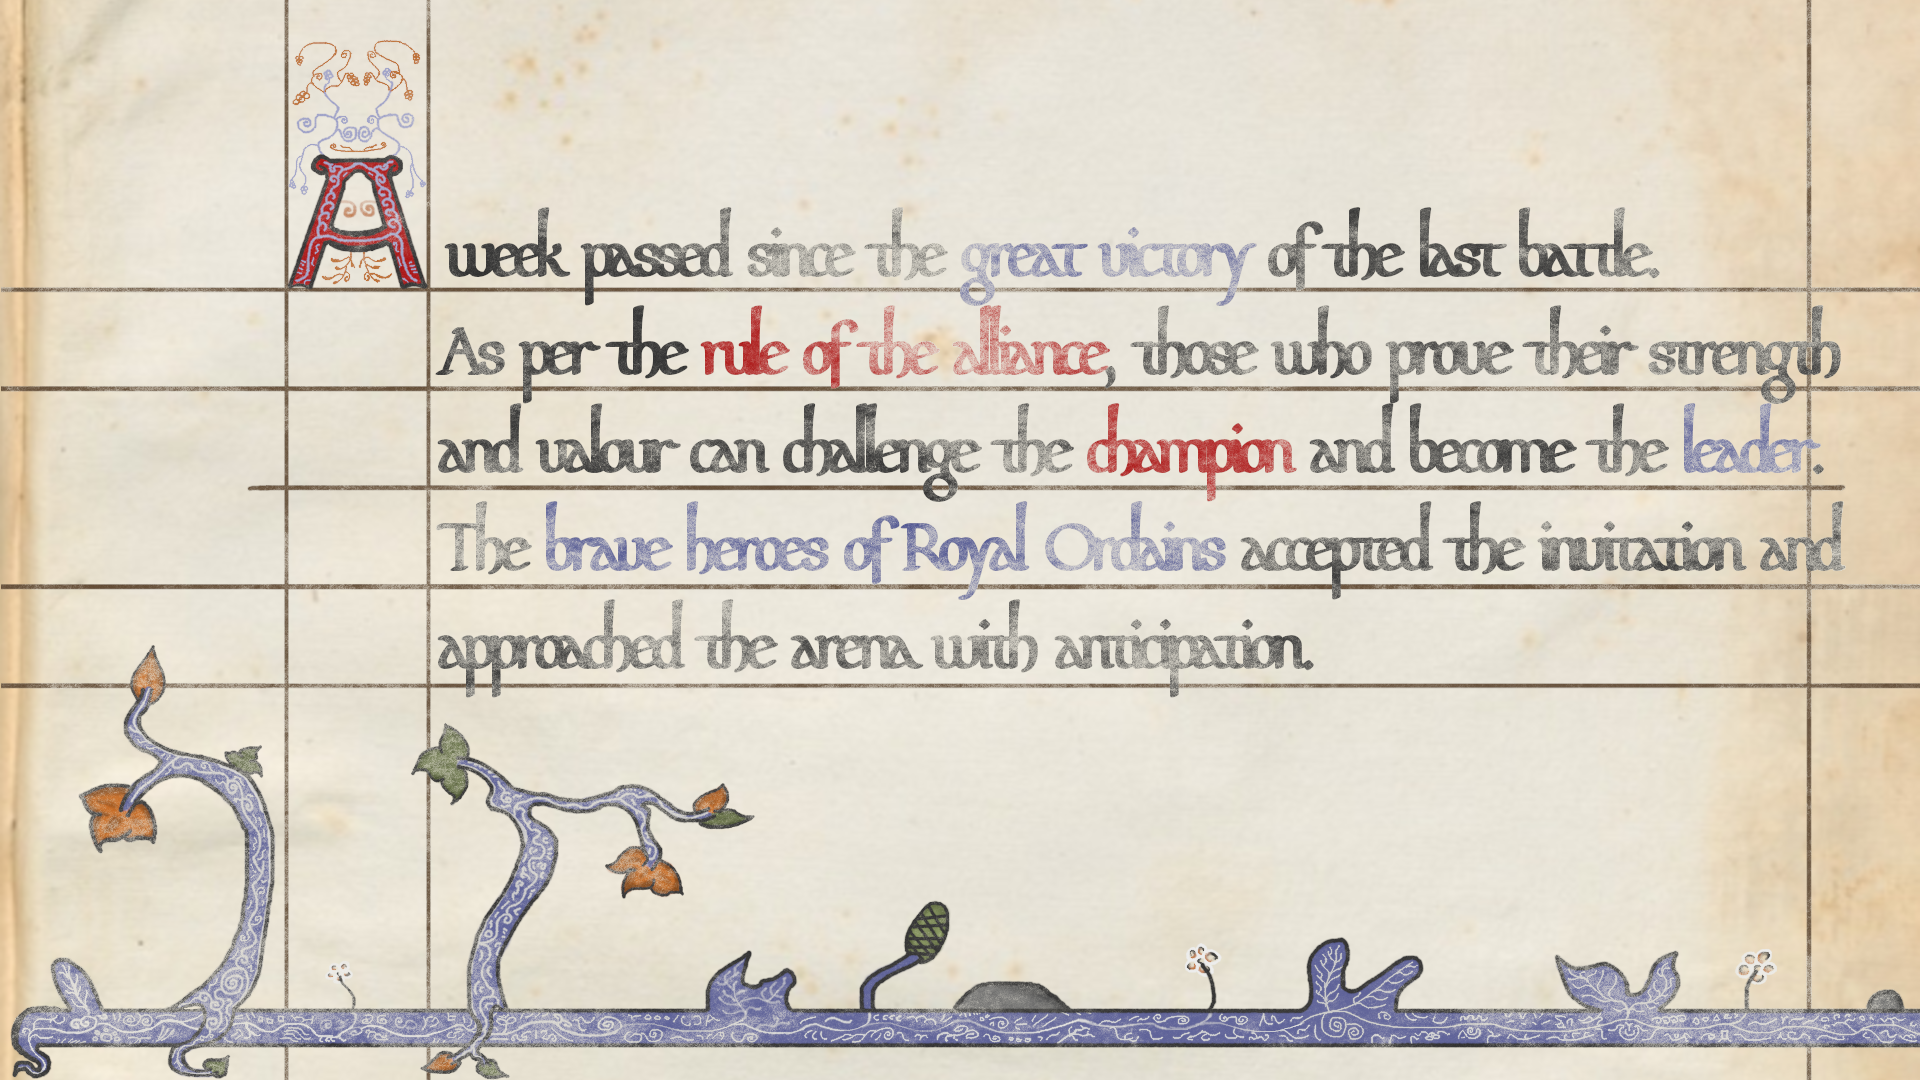 A week passed since the great victory of the last battle.
As per the rule of the alliance, those who prove their strength
and valour can challenge the champion and become the leader.
The brave heroes of Royal Ordains accepted the invitation and
approached the arena with anticipation.